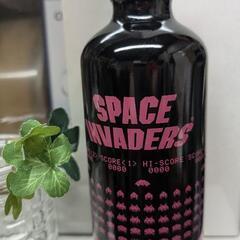 SPACE
INVADERS
SCORE<1> HI-SCORE
0000 0000